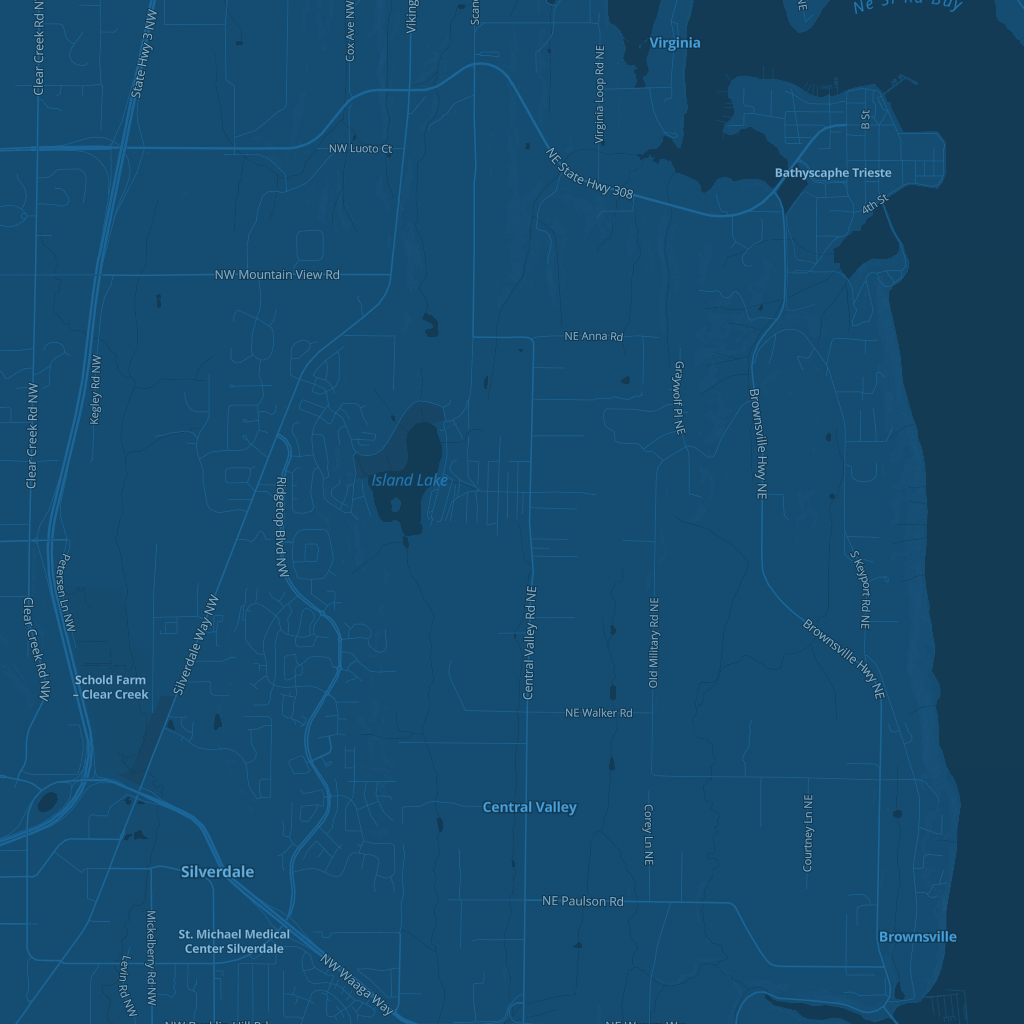 Clear Creek Rd N
State Hwy 3 NW
Cox Ave NW
Viking
Scan
Virginia Loop Rd NE
Virginia
NE
NW Luoto Ct
NE State Hwy 308
B St
Bathyscaphe Trieste
4th St
NW Mountain View Rd
NE Anna Rd
Kegley Rd NW
Clear Creek Rd NW
Graywolf Pl NE
Brownsville Hwy NE
Island Lake
Ridgetop Blvd NW
Petersen Ln NW
S Keyport Rd NE
Clear Creek Rd NW
Silverdale Way NW
Central Valley Rd NE
Old Military Rd NE
Brownsville Hwy NE
Schold Farm
– Clear Creek
NE Walker Rd
Central Valley
Corey Ln NE
Courtney Ln NE
Silverdale
NE Paulson Rd
St. Michael Medical
Center Silverdale
Mickelberry Rd NW
Levin Rd NW
NW Waaga Way
Brownsville